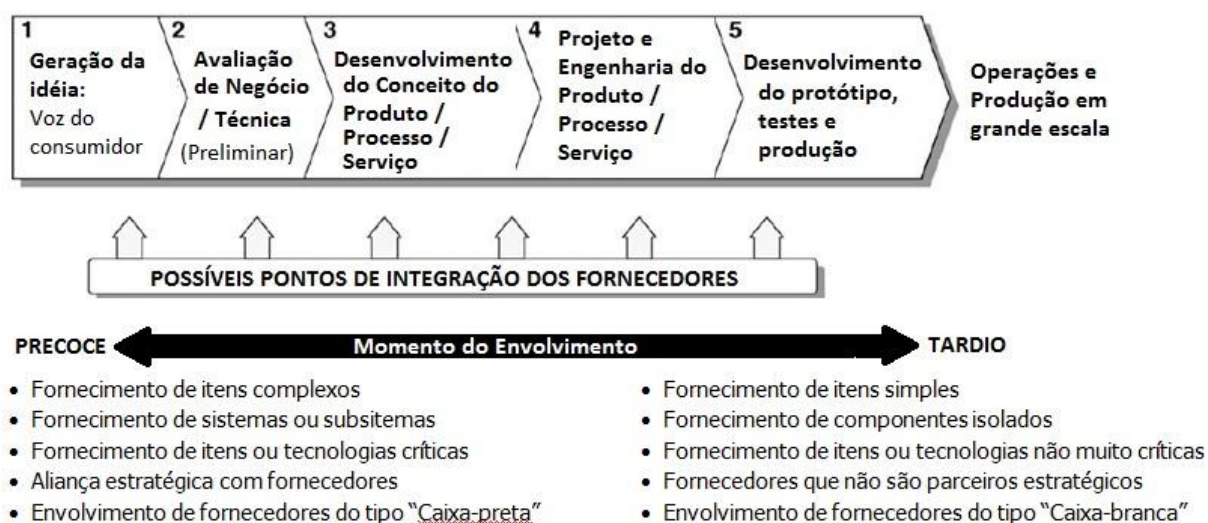 1
Geração da
idéia:
Voz do
consumidor
2
Avaliação
de Negócio
/ Técnica
(Preliminar)
3
Desenvolvimento
do Conceito do
Produto /
Processo /
Serviço
4
Projeto e
Engenharia do
Produto /
Processo /
Serviço
5
Desenvolvimento
do protótipo,
testes e
produção
Operações e
Produção em
grande escala
POSSÍVEIS PONTOS DE INTEGRAÇÃO DOS FORNECEDORES
PRECOCE
Momento do Envolvimento
TARDIO
• Fornecimento de itens complexos
• Fornecimento de sistemas ou subsitemas
• Fornecimento de itens ou tecnologias críticas
• Aliança estratégica com fornecedores
• Envolvimento de fornecedores do tipo “Caixa-preta”
• Fornecimento de itens simples
• Fornecimento de componentes isolados
• Fornecimento de itens ou tecnologias não muito críticas
• Fornecedores que não são parceiros estratégicos
• Envolvimento de fornecedores do tipo “Caixa-branca”